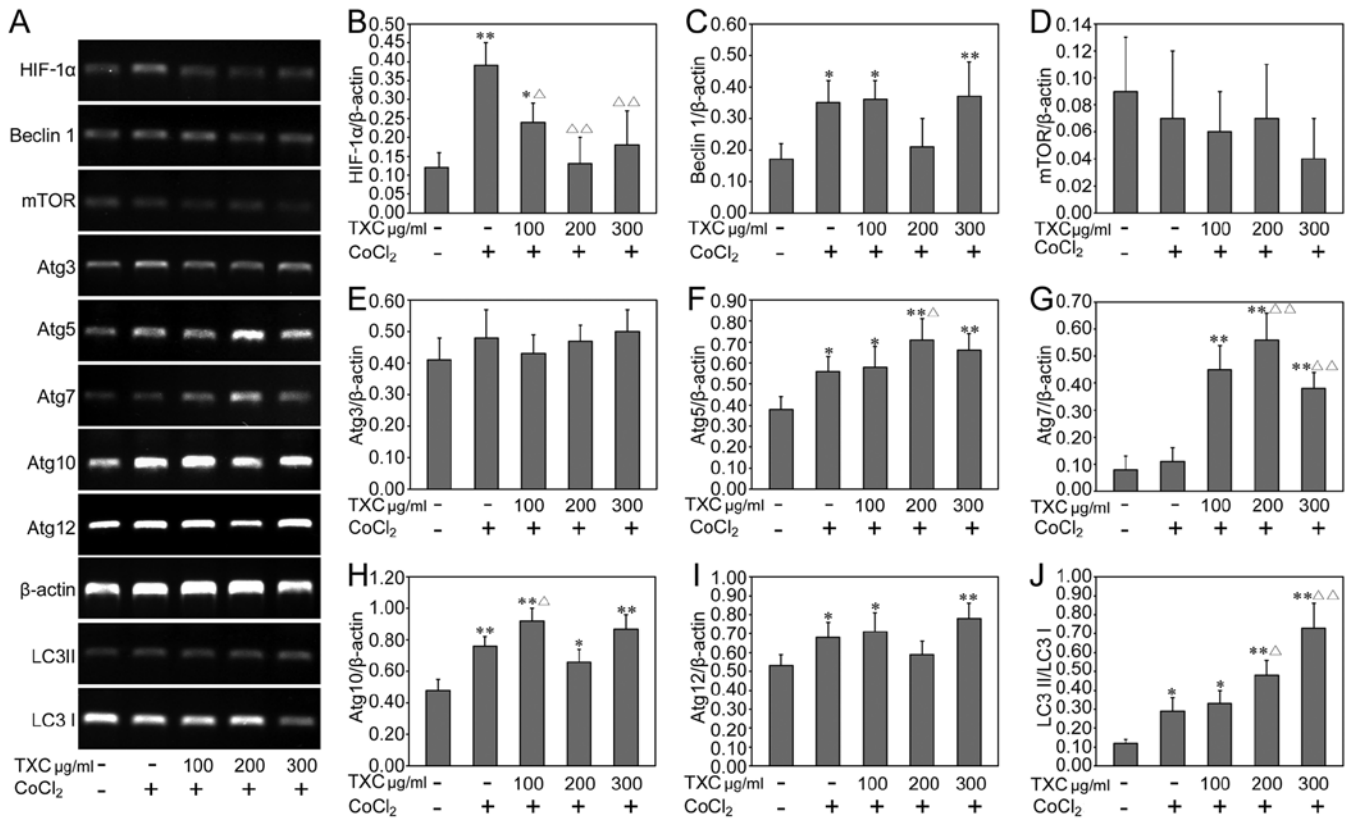 A
HIF-1α
Beclin 1
mTOR
Atg3
Atg5
Atg7
Atg10
Atg12
β-actin
LC3II
LC3 I
TXC μg/ml - - 100 200 300
CoCl₂ - + + + +
B
HIF-1α/β-actin
0.45
0.40
0.35
0.30
0.25
0.20
0.15
0.10
0.05
0.00
** *△ △△ △△
TXC μg/ml - - 100 200 300
CoCl₂ - + + + +
C
Beclin 1/β-actin
0.60
0.50
0.40
0.30
0.20
0.10
0.00
* * **
TXC μg/ml - - 100 200 300
CoCl₂ - + + + +
D
mTOR/β-actin
0.14
0.12
0.10
0.08
0.06
0.04
0.02
0.00
TXC μg/ml - - 100 200 300
CoCl₂ - + + + +
E
Atg3/β-actin
0.60
0.50
0.40
0.30
0.20
0.10
0.00
TXC μg/ml - - 100 200 300
CoCl₂ - + + + +
F
Atg5/β-actin
0.90
0.80
0.70
0.60
0.50
0.40
0.30
0.20
0.10
0.00
* * **△ **
TXC μg/ml - - 100 200 300
CoCl₂ - + + + +
G
Atg7/β-actin
0.70
0.60
0.50
0.40
0.30
0.20
0.10
0.00
** **△△ **△△
TXC μg/ml - - 100 200 300
CoCl₂ - + + + +
H
Atg10/β-actin
1.20
1.00
0.80
0.60
0.40
0.20
0.00
** **△ * **
TXC μg/ml - - 100 200 300
CoCl₂ - + + + +
I
Atg12/β-actin
1.00
0.90
0.80
0.70
0.60
0.50
0.40
0.30
0.20
0.10
0.00
* * **
TXC μg/ml - - 100 200 300
CoCl₂ - + + + +
J
LC3 II/LC3 I
1.00
0.90
0.80
0.70
0.60
0.50
0.40
0.30
0.20
0.10
0.00
* * **△ **△△
TXC μg/ml - - 100 200 300
CoCl₂ - + + + +